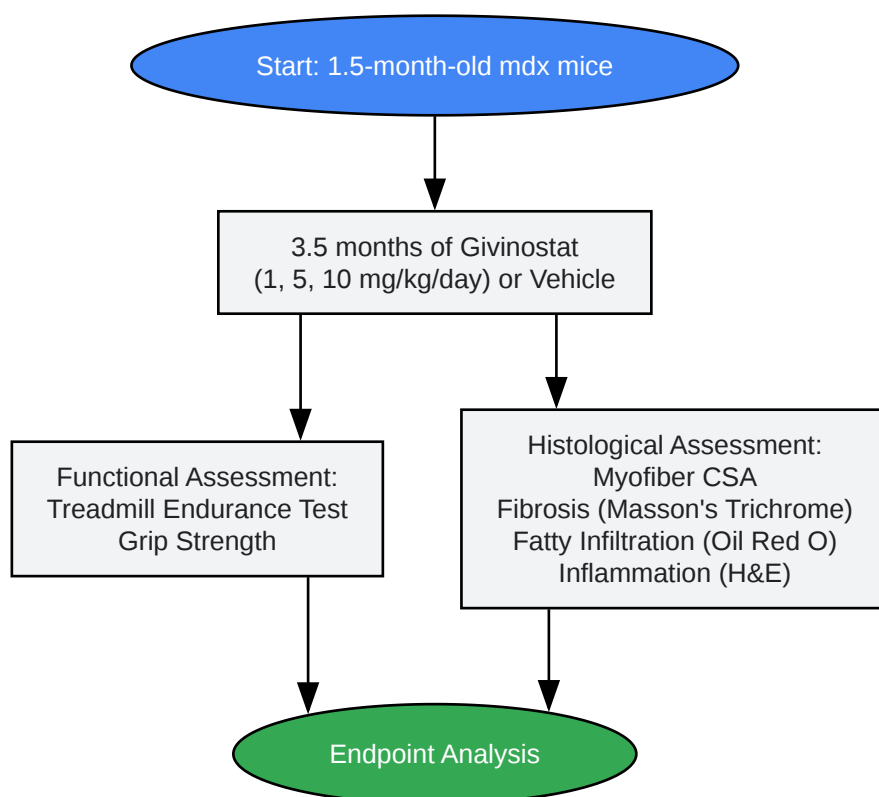 Start: 1.5-month-old mdx mice
3.5 months of Givinostat
(1, 5, 10 mg/kg/day) or Vehicle
Functional Assessment:
Treadmill Endurance Test
Grip Strength
Histological Assessment:
Myofiber CSA
Fibrosis (Masson's Trichrome)
Fatty Infiltration (Oil Red O)
Inflammation (H&E)
Endpoint Analysis